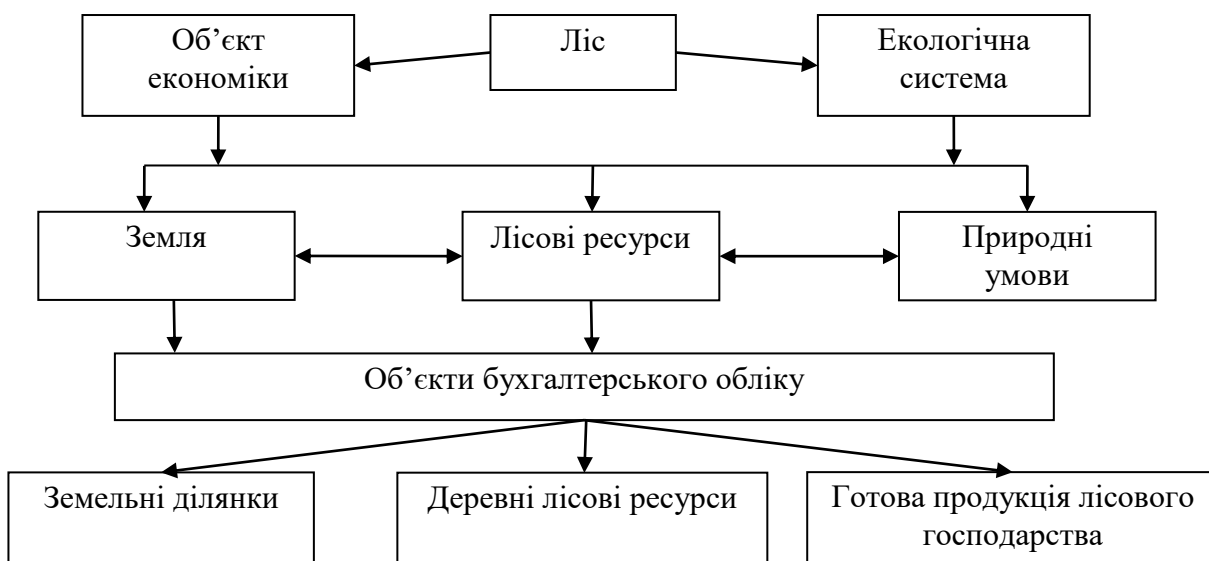 Об’єкт
економіки
Ліс
Екологічна
система
Земля
Лісові ресурси
Природні
умови
Об’єкти бухгалтерського обліку
Земельні ділянки
Деревні лісові ресурси
Готова продукція лісового
господарства